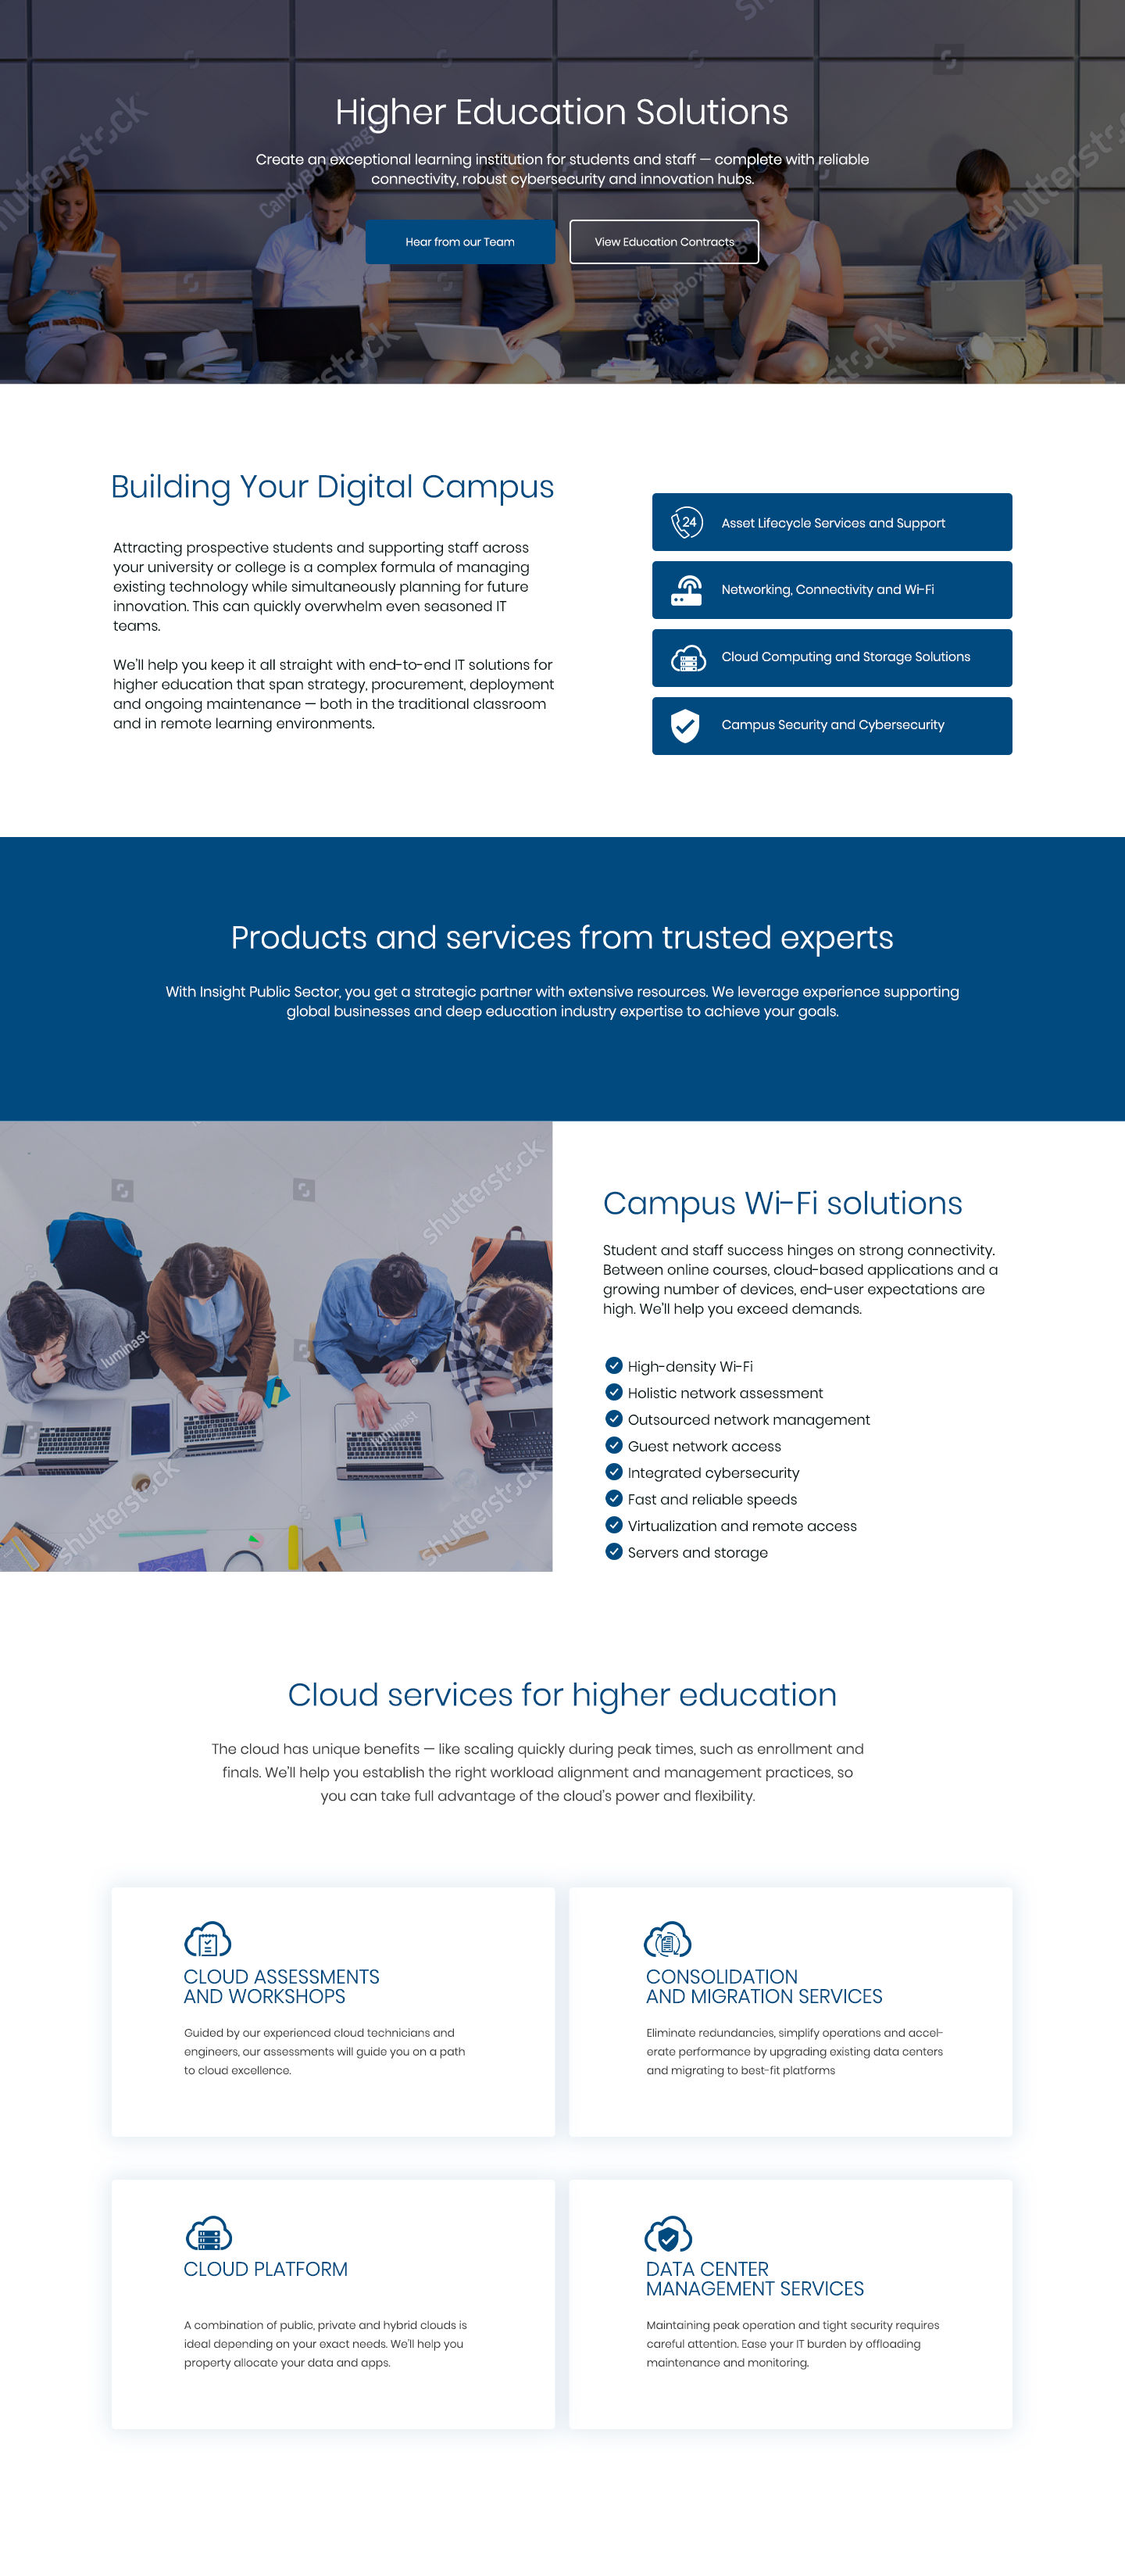 Higher Education Solutions
Create an exceptional learning institution for students and staff — complete with reliable
connectivity, robust cybersecurity and innovation hubs.
Hear from our Team
View Education Contracts
shutterstock
CandyBox Images
shutterstock
CandyBox Images
Building Your Digital Campus
Attracting prospective students and supporting staff across
your university or college is a complex formula of managing
existing technology while simultaneously planning for future
innovation. This can quickly overwhelm even seasoned IT
teams.
We'll help you keep it all straight with end-to-end IT solutions for
higher education that span strategy, procurement, deployment
and ongoing maintenance — both in the traditional classroom
and in remote learning environments.
24
Asset Lifecycle Services and Support
Networking, Connectivity and Wi-Fi
Cloud Computing and Storage Solutions
Campus Security and Cybersecurity
Products and services from trusted experts
With Insight Public Sector, you get a strategic partner with extensive resources. We leverage experience supporting
global businesses and deep education industry expertise to achieve your goals.
shutterstock
luminast
luminast
shutterstock
shutterstock
Campus Wi-Fi solutions
Student and staff success hinges on strong connectivity.
Between online courses, cloud-based applications and a
growing number of devices, end-user expectations are
high. We'll help you exceed demands.
High-density Wi-Fi
Holistic network assessment
Outsourced network management
Guest network access
Integrated cybersecurity
Fast and reliable speeds
Virtualization and remote access
Servers and storage
Cloud services for higher education
The cloud has unique benefits — like scaling quickly during peak times, such as enrollment and
finals. We'll help you establish the right workload alignment and management practices, so
you can take full advantage of the cloud's power and flexibility.
CLOUD ASSESSMENTS
AND WORKSHOPS
Guided by our experienced cloud technicians and
engineers, our assessments will guide you on a path
to cloud excellence.
CONSOLIDATION
AND MIGRATION SERVICES
Eliminate redundancies, simplify operations and accel-
erate performance by upgrading existing data centers
and migrating to best-fit platforms
CLOUD PLATFORM
A combination of public, private and hybrid clouds is
ideal depending on your exact needs. We'll help you
property allocate your data and apps.
DATA CENTER
MANAGEMENT SERVICES
Maintaining peak operation and tight security requires
careful attention. Ease your IT burden by offloading
maintenance and monitoring.